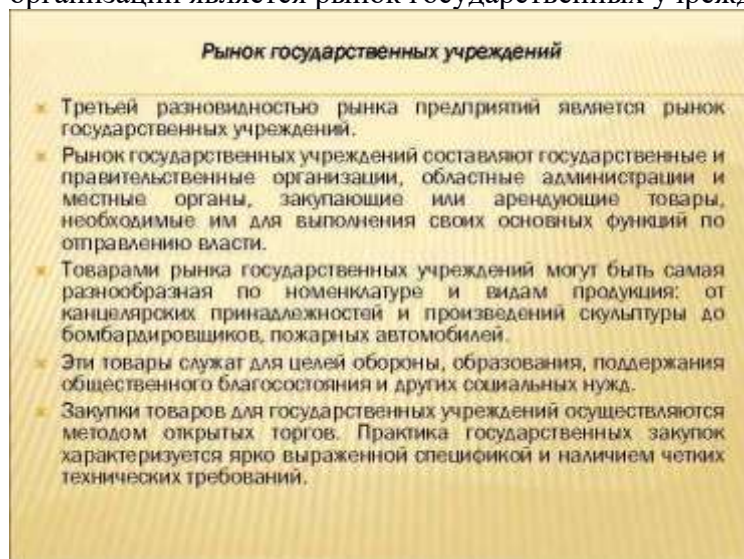 организаций является рынок государственных учрежд
Рынок государственных учреждений
Третьей разновидностью рынка предприятий является рынок
государственных учреждений.
Рынок государственных учреждений составляют государственные и
правительственные организации, областные администрации и
местные органы, закупающие или арендующие товары,
необходимые им для выполнения своих основных функций по
отправлению власти.
Товарами рынка государственных учреждений могут быть самая
разнообразная по номенклатуре и видам продукция: от
канцелярских принадлежностей и произведений скульптуры до
бомбардировщиков, пожарных автомобилей.
Эти товары служат для целей обороны, образования, поддержания
общественного благосостояния и других социальных нужд.
Закупки товаров для государственных учреждений осуществляются
методом открытых торгов. Практика государственных закупок
характеризуется ярко выраженной спецификой и наличием четких
технических требований.